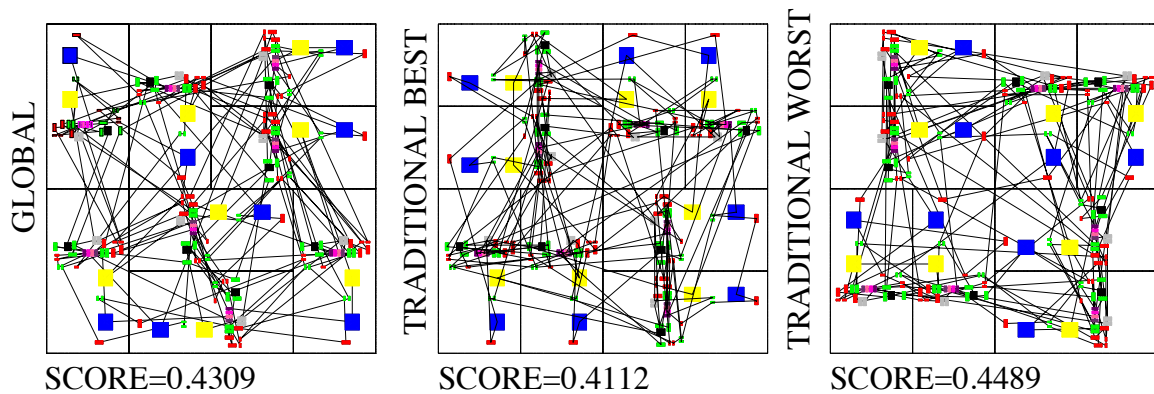 GLOBAL
SCORE=0.4309
TRADITIONAL BEST
SCORE=0.4112
TRADITIONAL WORST
SCORE=0.4489